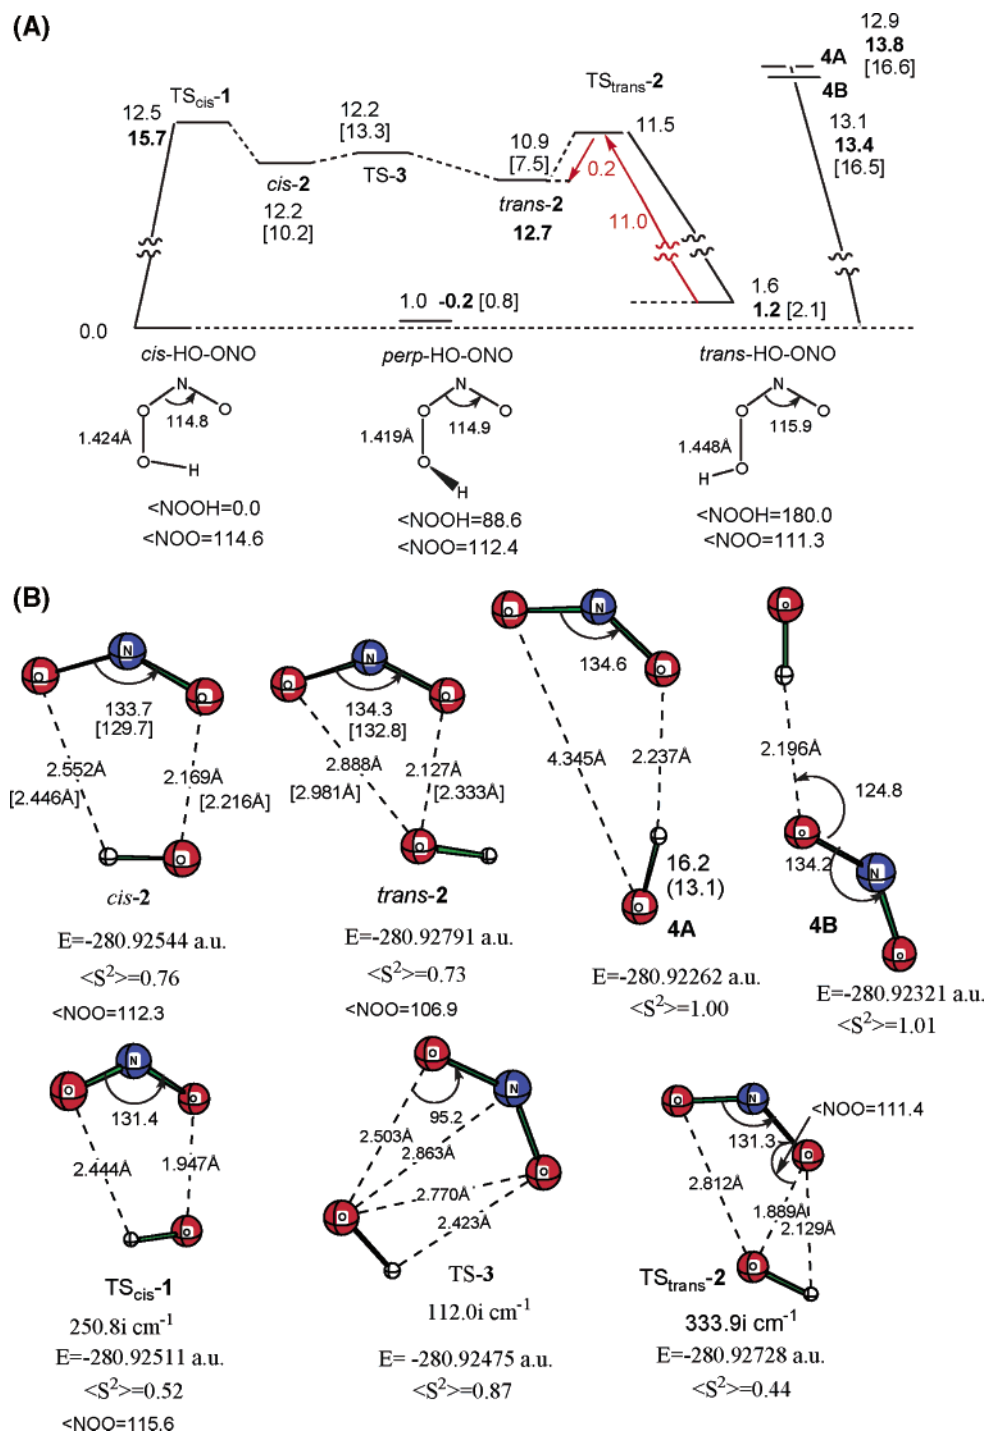 (A)
12.9
13.8
[16.6]
4A
4B
TScis-1
12.5
15.7
12.2
[13.3]
TStrans-2
11.5
10.9
[7.5]
0.2
13.1
13.4
[16.5]
cis-2
TS-3
trans-2
12.2
[10.2]
12.7
11.0
1.6
1.2 [2.1]
1.0 -0.2 [0.8]
0.0
cis-HO-ONO
perp-HO-ONO
trans-HO-ONO
N
O
O
114.8
1.424Å
O
H
N
O
O
114.9
1.419Å
O
H
N
O
O
115.9
1.448Å
H
O
<NOOH=0.0
<NOO=114.6
<NOOH=88.6
<NOO=112.4
<NOOH=180.0
<NOO=111.3
(B)
N
O
O
133.7
[129.7]
2.552Å
[2.446Å]
2.169Å
[2.216Å]
O
cis-2
E=-280.92544 a.u.
<S²>=0.76
<NOO=112.3
N
O
O
134.3
[132.8]
2.888Å
[2.981Å]
2.127Å
[2.333Å]
O
trans-2
E=-280.92791 a.u.
<S²>=0.73
<NOO=106.9
O
N
134.6
O
4.345Å
2.237Å
16.2
(13.1)
O
4A
E=-280.92262 a.u.
<S²>=1.00
O
2.196Å
124.8
O
134.2
N
O
4B
E=-280.92321 a.u.
<S²>=1.01
N
O
O
131.4
2.444Å
1.947Å
O
TScis-1
250.8i cm-1
E=-280.92511 a.u.
<S²>=0.52
<NOO=115.6
O
N
95.2
2.503Å
2.863Å
O
2.770Å
2.423Å
O
TS-3
112.0i cm-1
E= -280.92475 a.u.
<S²>=0.87
O
N
<NOO=111.4
131.3
O
2.812Å
1.889Å
2.129Å
O
TStrans-2
333.9i cm-1
E=-280.92728 a.u.
<S²>=0.44